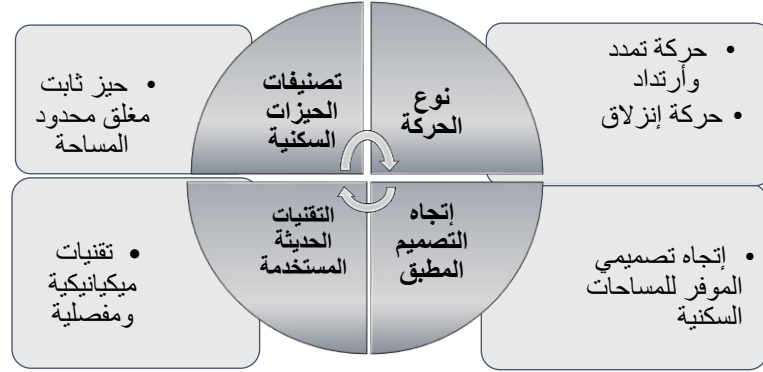 نوع
الحركة
• حركة تمدد
وأرتداد
• حركة إنزلاق
تصنيفات
الحيزات
السكنية
• حيز ثابت
مغلق محدود
المساحة
إتجاه
التصميم
المطبق
• إتجاه تصميمي
الموفر للمساحات
السكنية
التقنيات
الحديثة
المستخدمة
• تقنيات
ميكيانيكية
ومفصلية